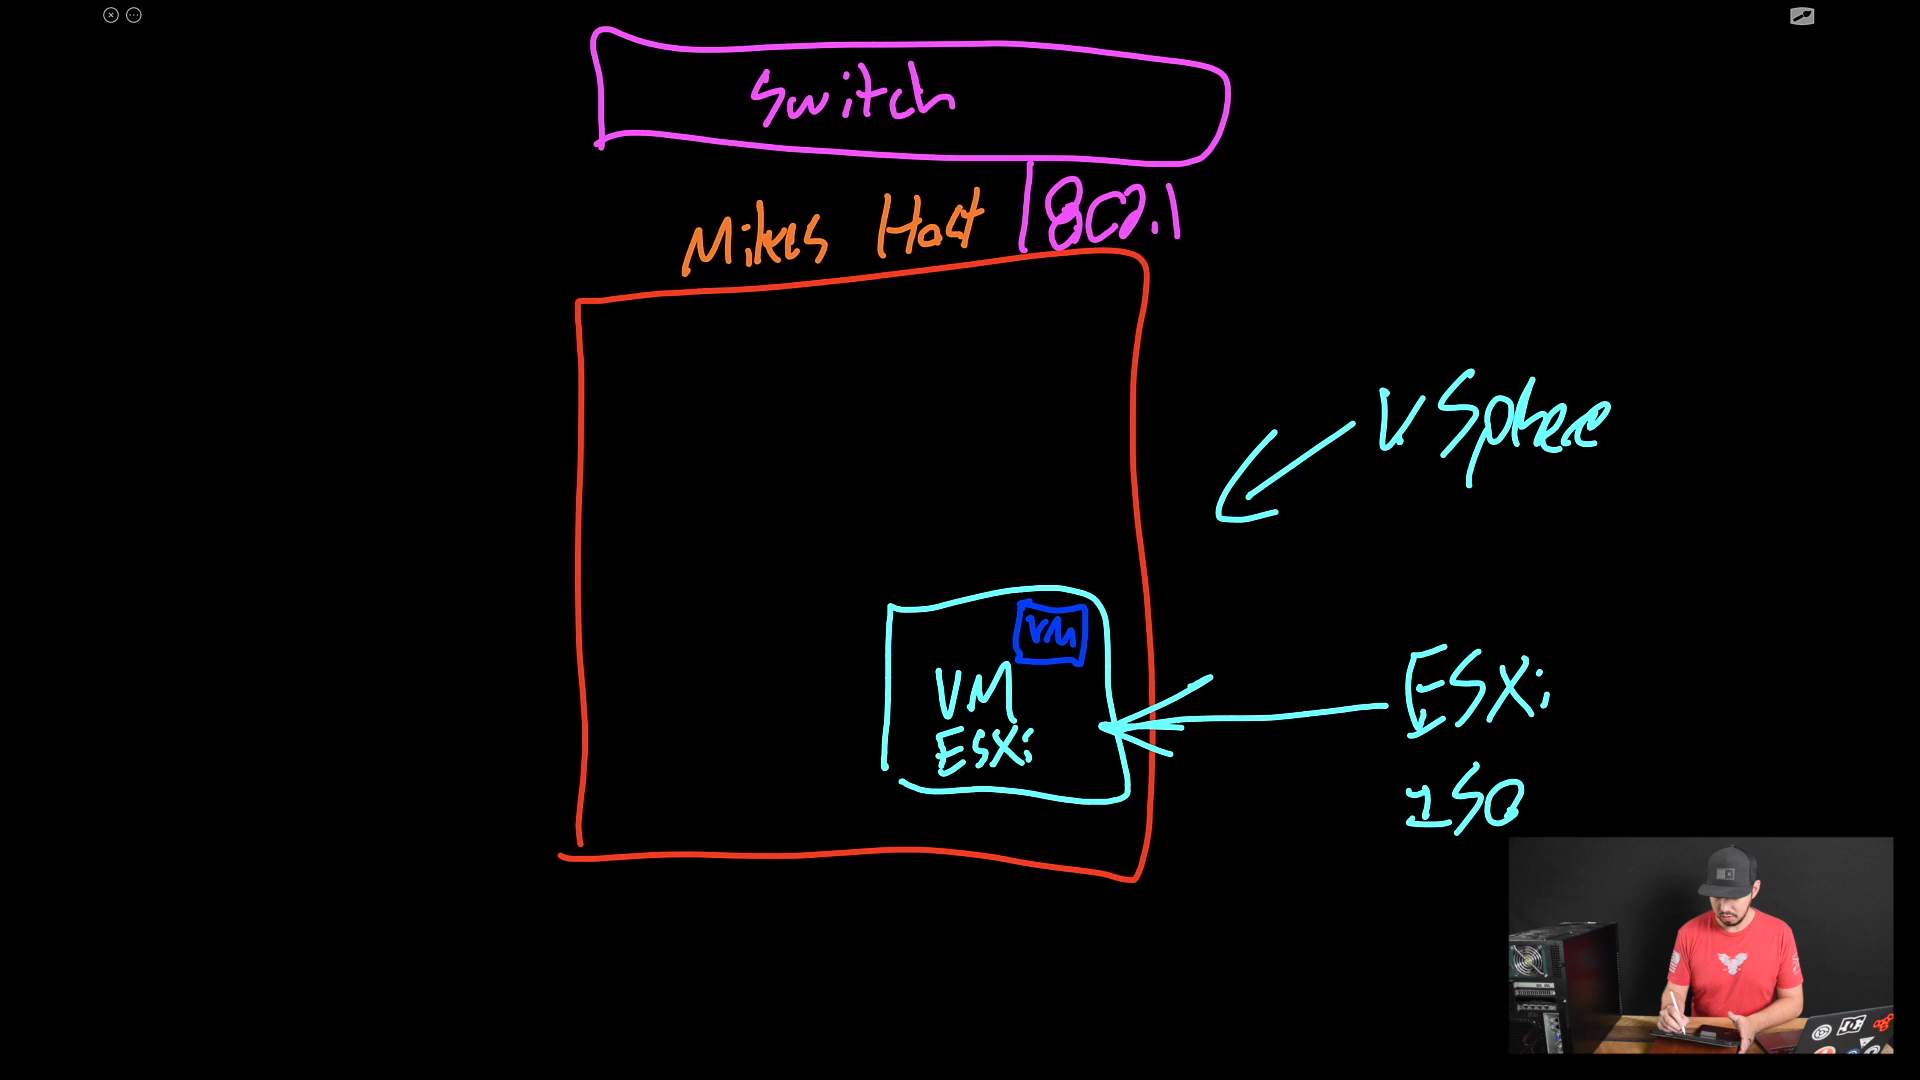 Switch
Mikes Host
802.1
VSphere
VM
VM
ESXi
ESXi
ISO